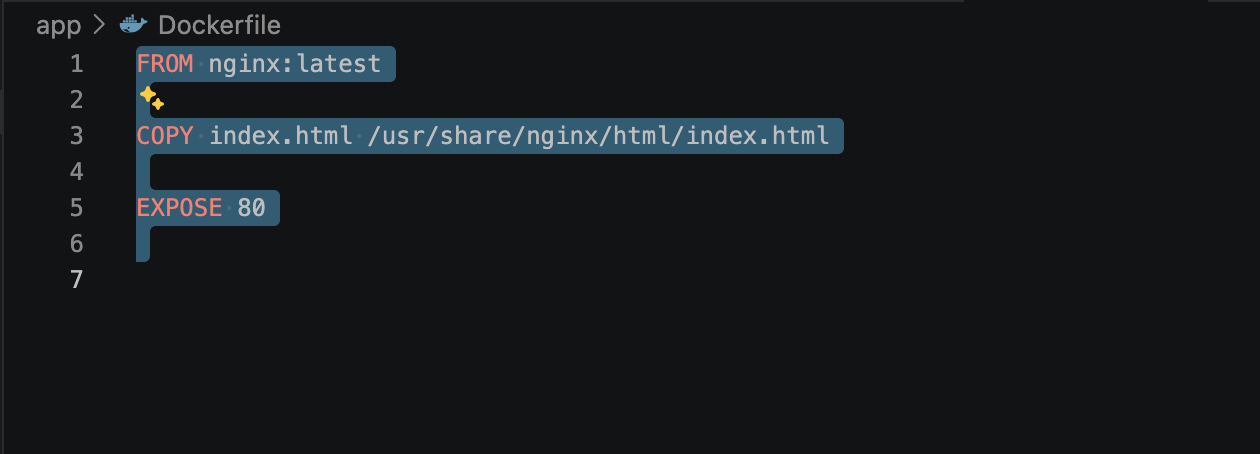 app > Dockerfile
1 FROM nginx:latest
2
3 COPY index.html /usr/share/nginx/html/index.html
4
5 EXPOSE 80
6
7